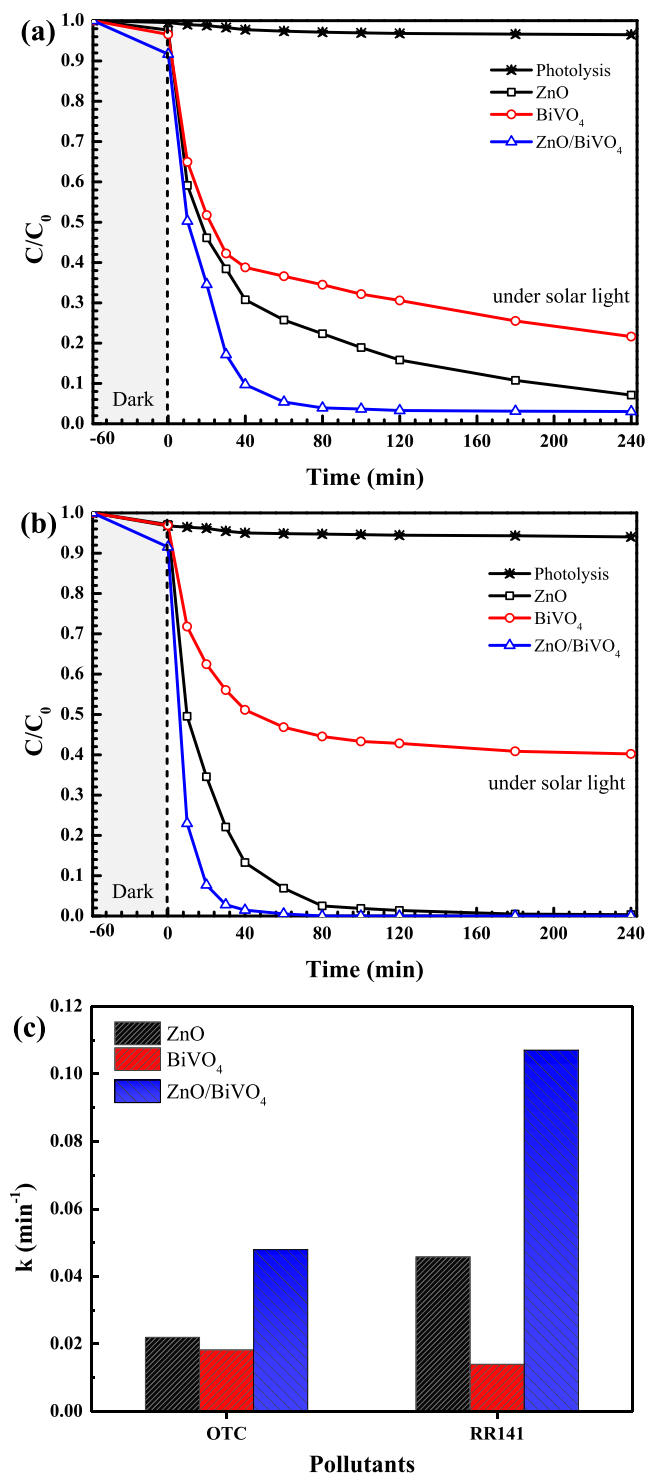 (a)
1.0
0.9
0.8
0.7
0.6
0.5
0.4
0.3
0.2
0.1
0.0
C/C₀
Photolysis
ZnO
BiVO₄
ZnO/BiVO₄
under solar light
Dark
-60 0 40 80 120 160 200 240
Time (min)
(b)
1.0
0.9
0.8
0.7
0.6
0.5
0.4
0.3
0.2
0.1
0.0
C/C₀
Photolysis
ZnO
BiVO₄
ZnO/BiVO₄
under solar light
Dark
-60 0 40 80 120 160 200 240
Time (min)
(c)
0.12
0.10
0.08
0.06
0.04
0.02
0.00
k (min⁻¹)
ZnO
BiVO₄
ZnO/BiVO₄
OTC RR141
Pollutants